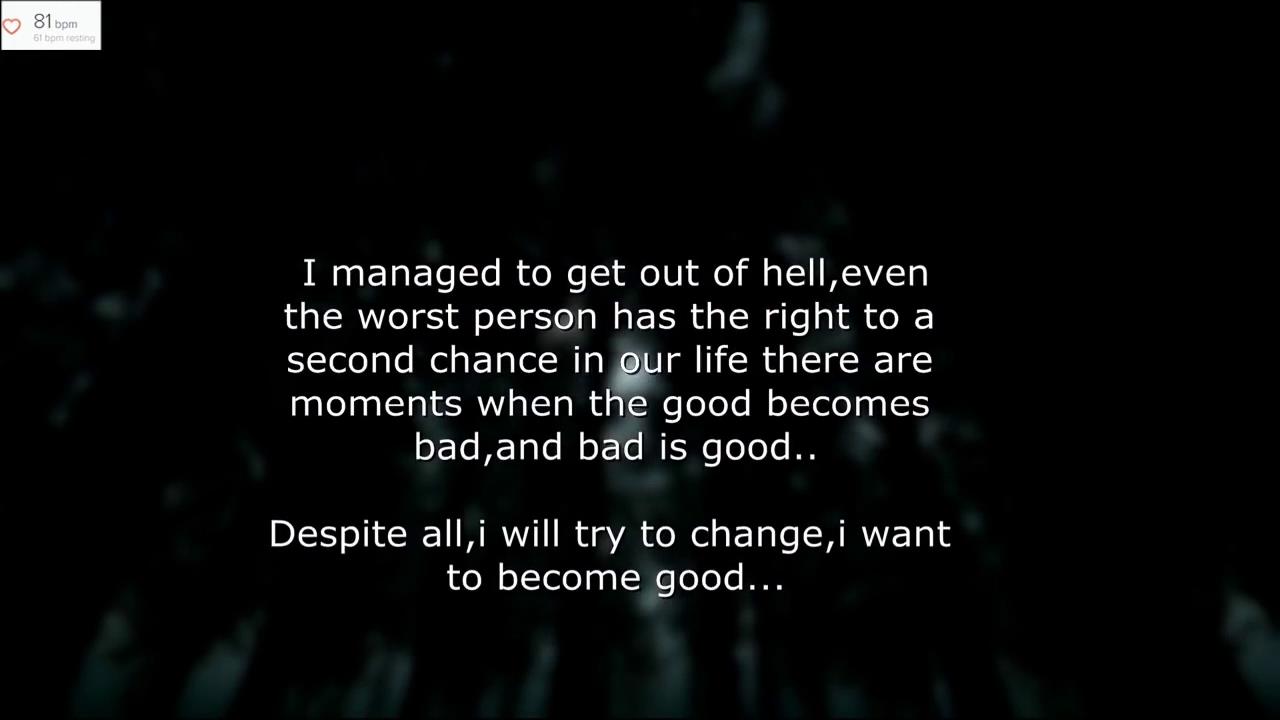 81 bpm
61 bpm resting
I managed to get out of hell,even
the worst person has the right to a
second chance in our life there are
moments when the good becomes
bad,and bad is good..
Despite all,i will try to change,i want
to become good...